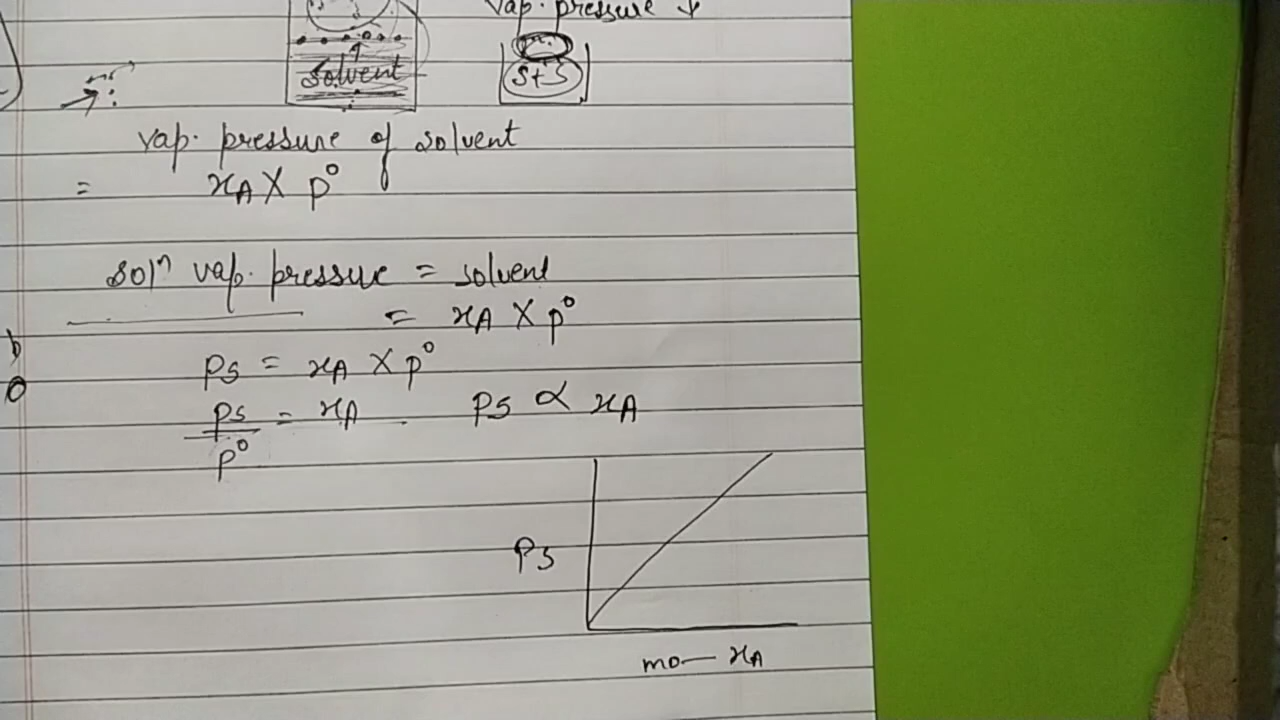 vap. pressure ↓
solvent
S+S
vap. pressure of solvent
= xA X p°
solⁿ vap. pressure = solvent
= xA X p°
ps = xA X p°
ps/p° = xA ps ∝ xA
ps
mo— xA